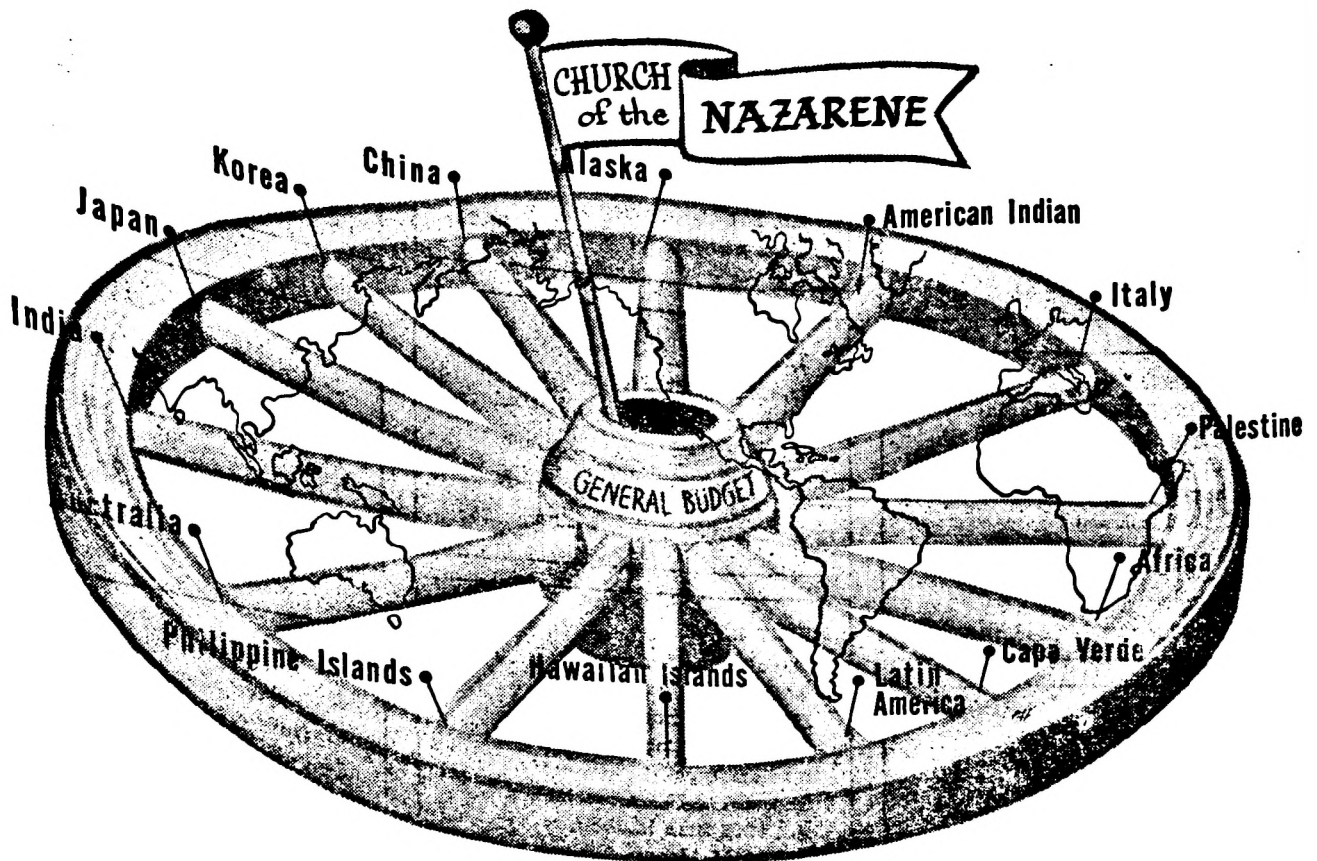 CHURCH
of the
NAZARENE
Korea
China
Alaska
Japan
American Indian
India
Italy
Palestine
GENERAL BUDGET
Australia
Africa
Philippine Islands
Hawaiian Islands
Capa Verde
Latin
America